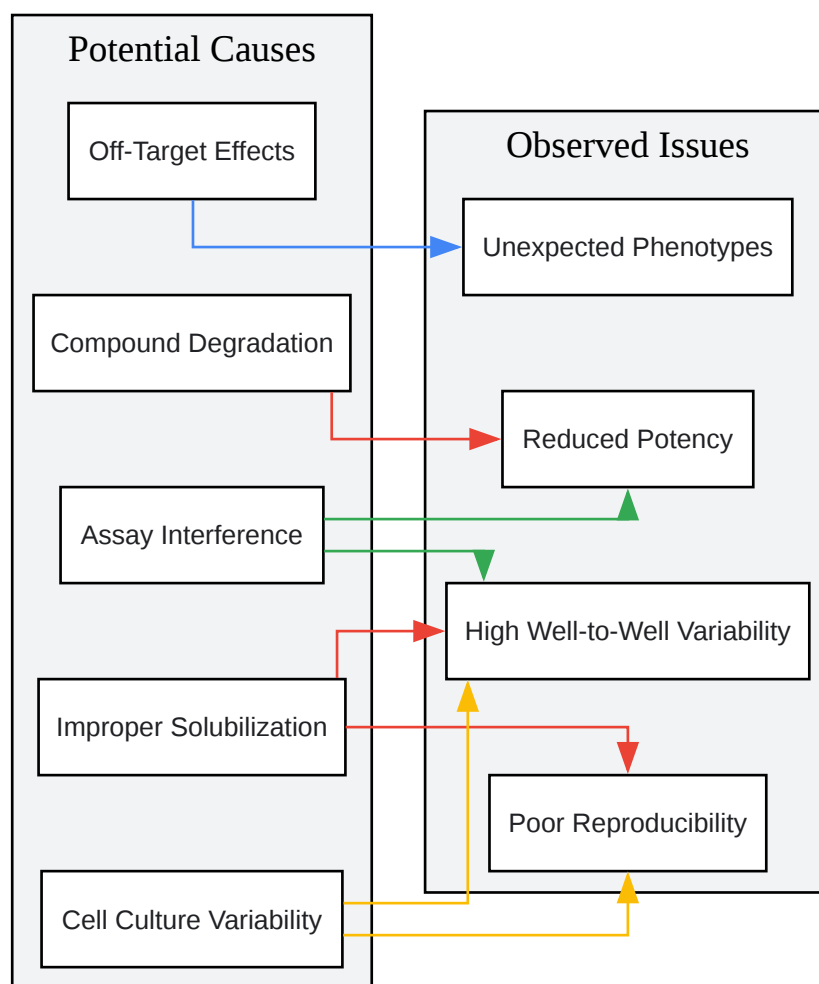 Potential Causes
Off-Target Effects
Compound Degradation
Assay Interference
Improper Solubilization
Cell Culture Variability
Observed Issues
Unexpected Phenotypes
Reduced Potency
High Well-to-Well Variability
Poor Reproducibility